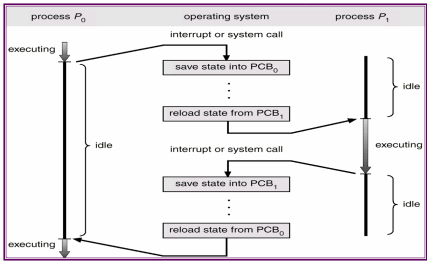 process P0 operating system process P1
interrupt or system call
executing
save state into PCB0
idle
reload state from PCB1
idle
interrupt or system call
executing
save state into PCB1
idle
reload state from PCB0
executing